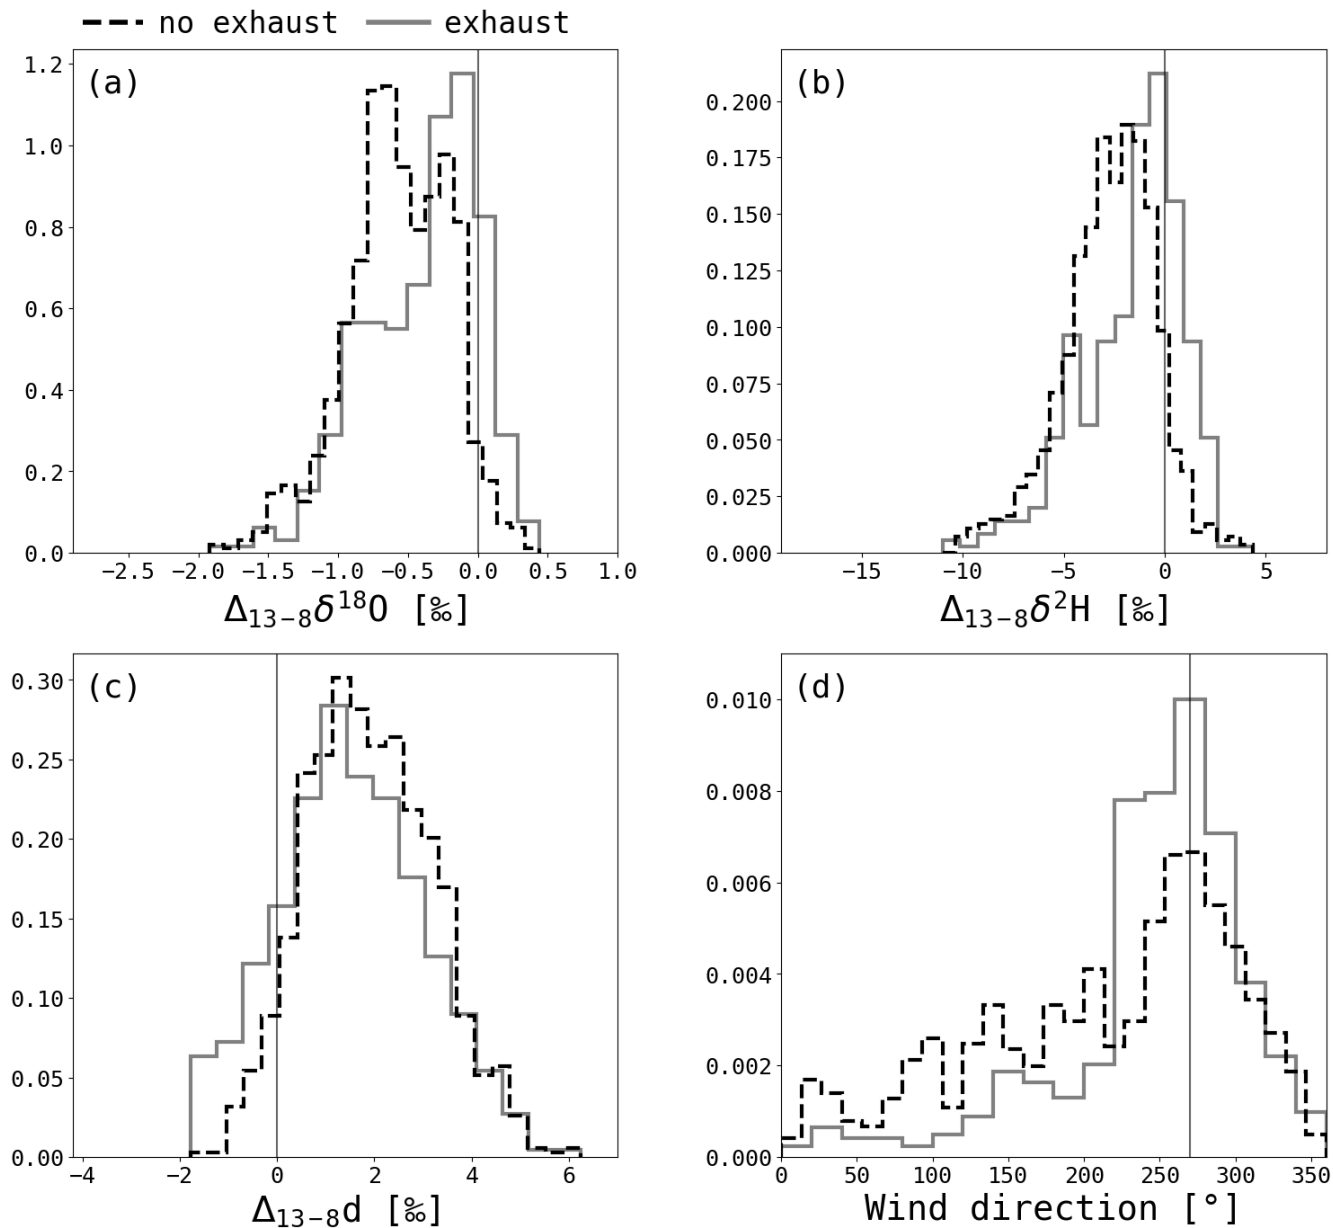 no exhaust exhaust
(a)
1.2
1.0
0.8
0.6
0.4
0.2
0.0
−2.5 −2.0 −1.5 −1.0 −0.5 0.0 0.5 1.0
Δ₁₃₋₈δ¹⁸O [‰]
(b)
0.200
0.175
0.150
0.125
0.100
0.075
0.050
0.025
0.000
−15 −10 −5 0 5
Δ₁₃₋₈δ²H [‰]
(c)
0.30
0.25
0.20
0.15
0.10
0.05
0.00
−4 −2 0 2 4 6
Δ₁₃₋₈d [‰]
(d)
0.010
0.008
0.006
0.004
0.002
0.000
0 50 100 150 200 250 300 350
Wind direction [°]